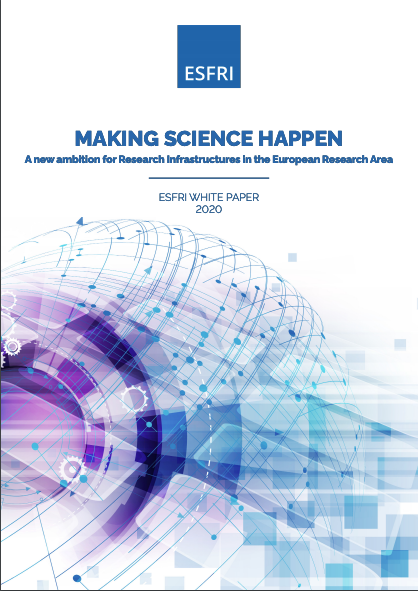 ESFRI
MAKING SCIENCE HAPPEN
A new ambition for Research Infrastructures in the European Research Area
ESFRI WHITE PAPER
2020